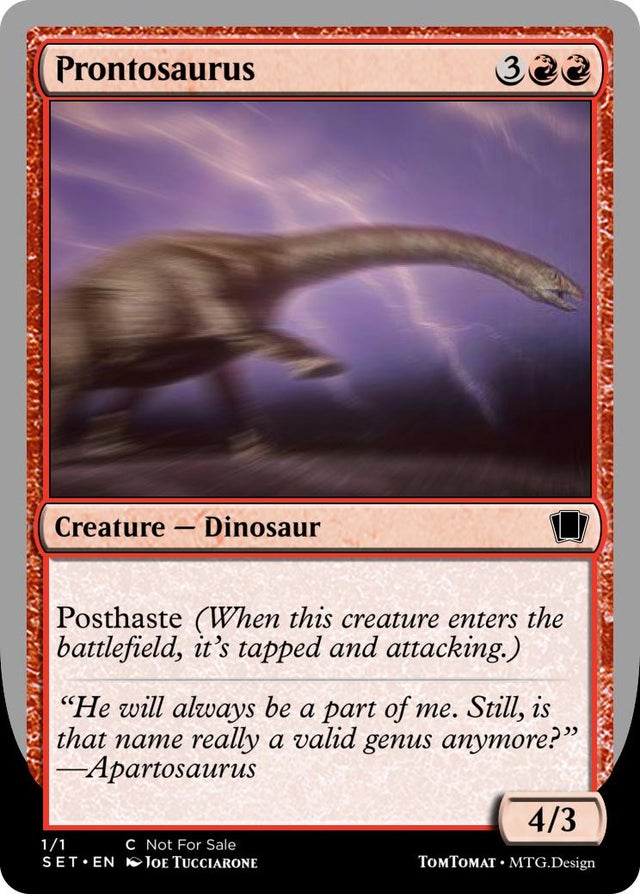 Prontosaurus 3
Creature — Dinosaur
Posthaste (When this creature enters the
battlefield, it's tapped and attacking.)
“He will always be a part of me. Still, is
that name really a valid genus anymore?”
—Apartosaurus
4/3
1/1 C Not For Sale
SET • EN Joe Tucciarone TomTomat • MTG.Design